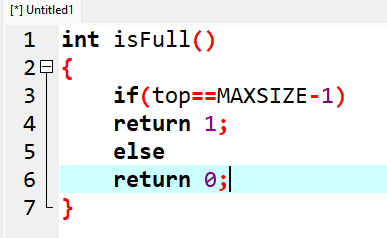 [*] Untitled1
1 int isFull()
2 {
3 if(top==MAXSIZE-1)
4 return 1;
5 else
6 return 0;
7 }